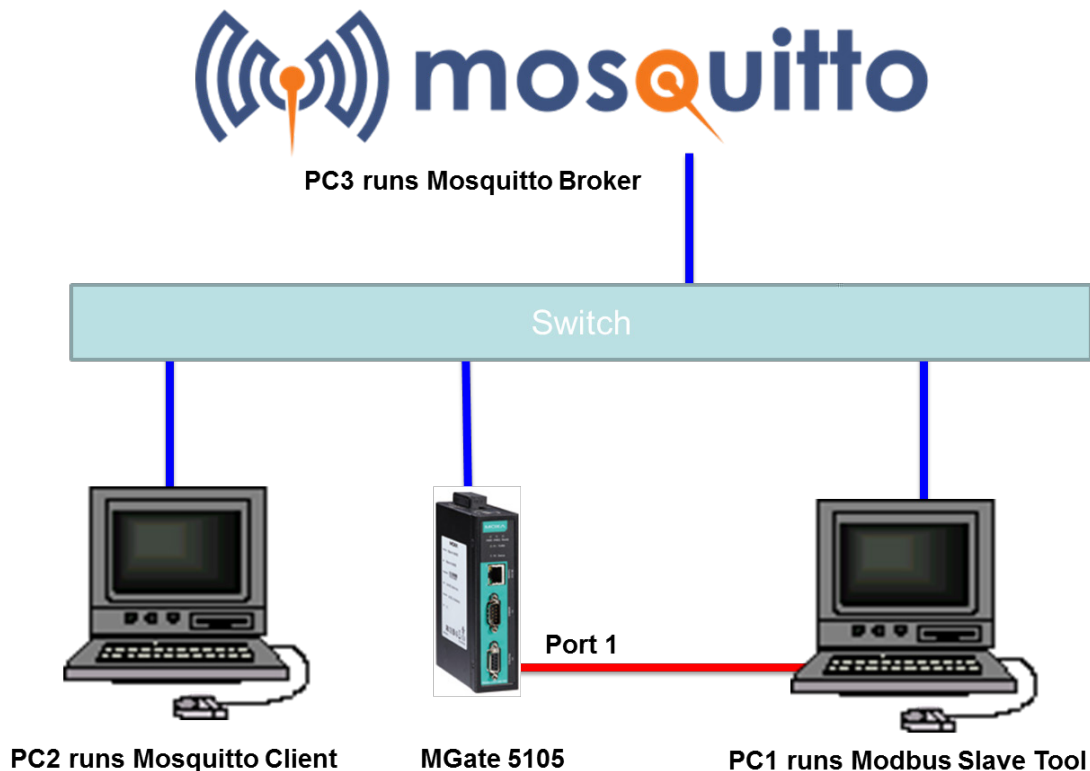 mosquitto
PC3 runs Mosquitto Broker
Switch
Port 1
PC2 runs Mosquitto Client
MGate 5105
PC1 runs Modbus Slave Tool